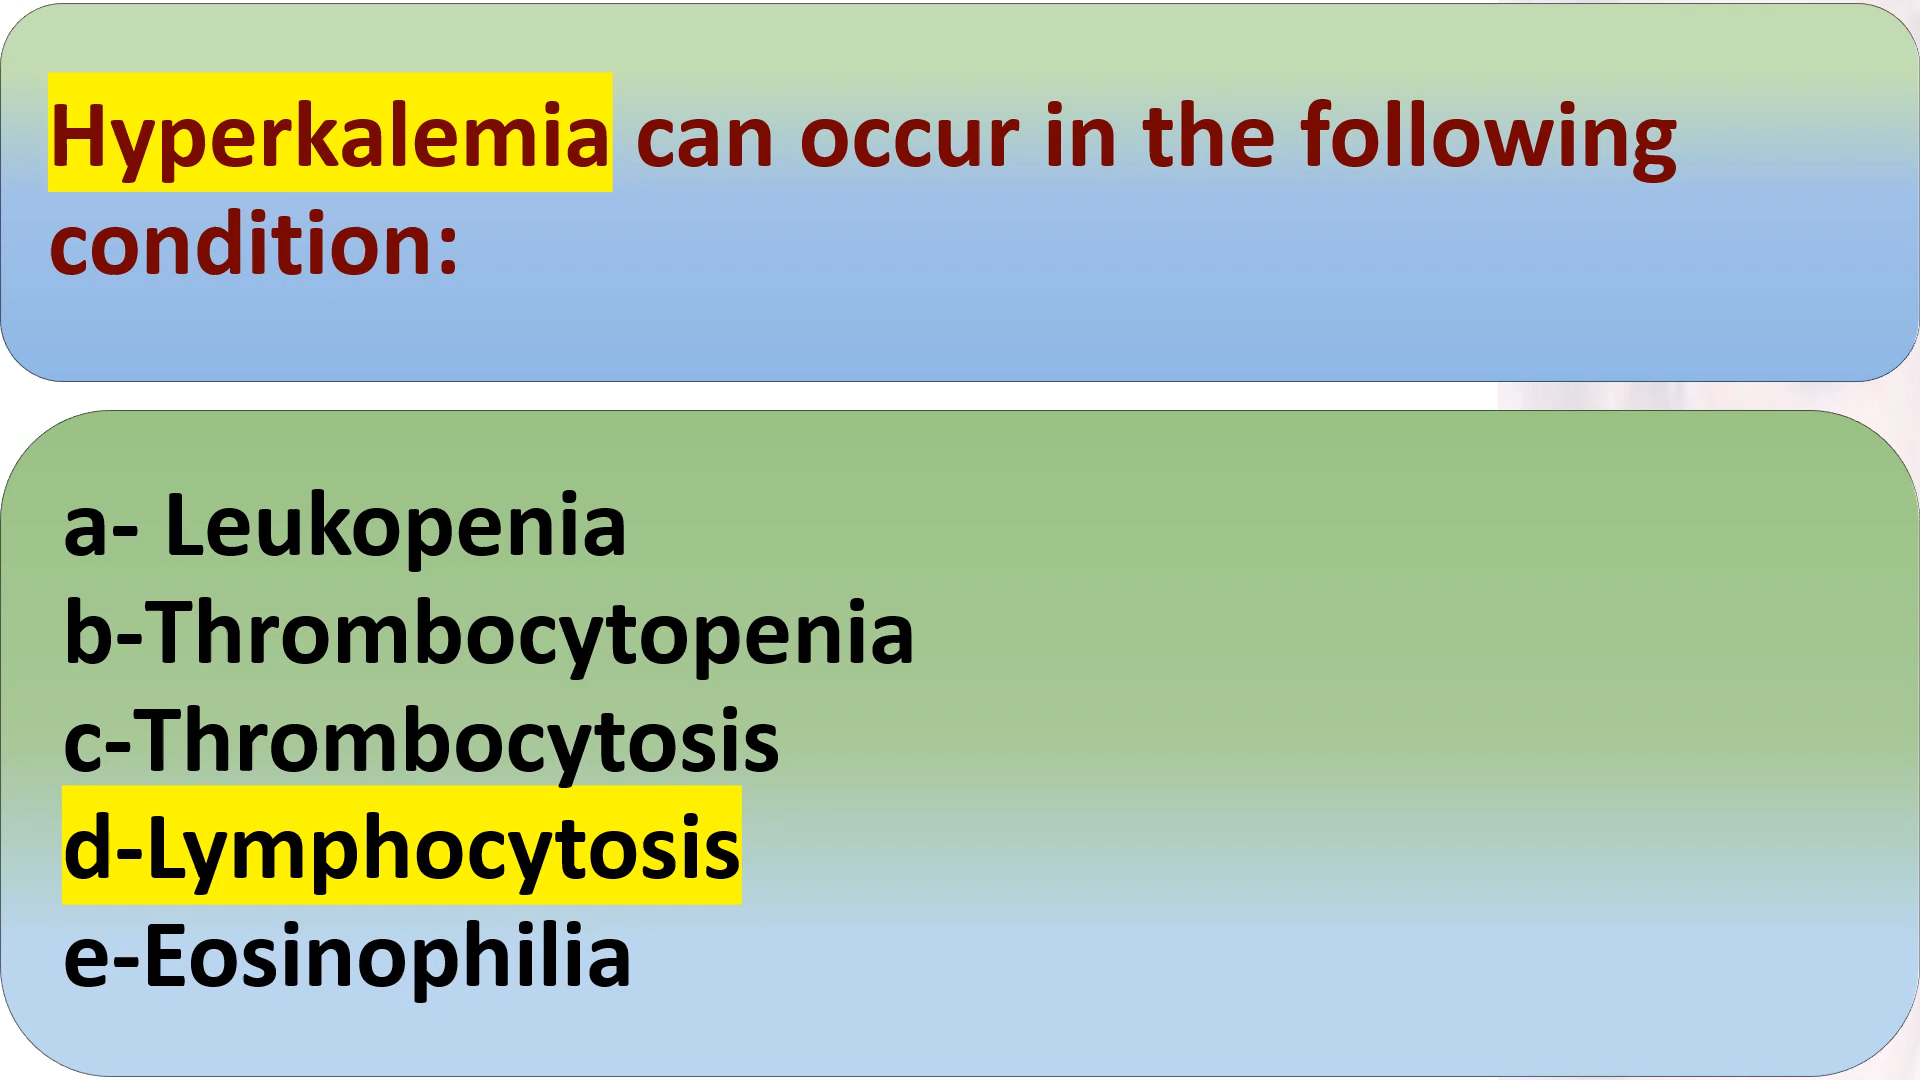 Hyperkalemia can occur in the following
condition:
a- Leukopenia
b-Thrombocytopenia
c-Thrombocytosis
d-Lymphocytosis
e-Eosinophilia